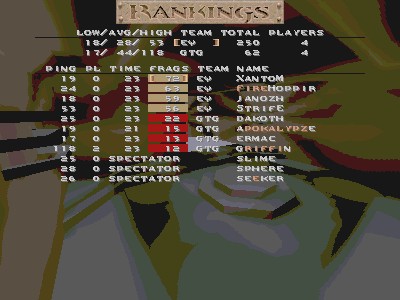 RANKINGS
LOW/AVG/HIGH TEAM TOTAL PLAYERS
18/ 28/ 53 [ EV ] 250 4
17/ 44/118 GTG 62 4
PING PL TIME FRAGS TEAM NAME
19 0 23 [ 72 ] EV XANTOM
24 0 23 63 EV FIREHOPPIR
18 0 23 59 EV JANOZH
53 0 23 56 EV STRIFE
23 0 23 22 GTG DAKOTH
19 0 21 15 GTG APOKALYPZE
17 0 23 13 GTG ERMAC
118 2 23 12 GTG GRIFFIN
25 0 SPECTATOR SLIME
28 0 SPECTATOR SPHERE
26 0 SPECTATOR SEEKER